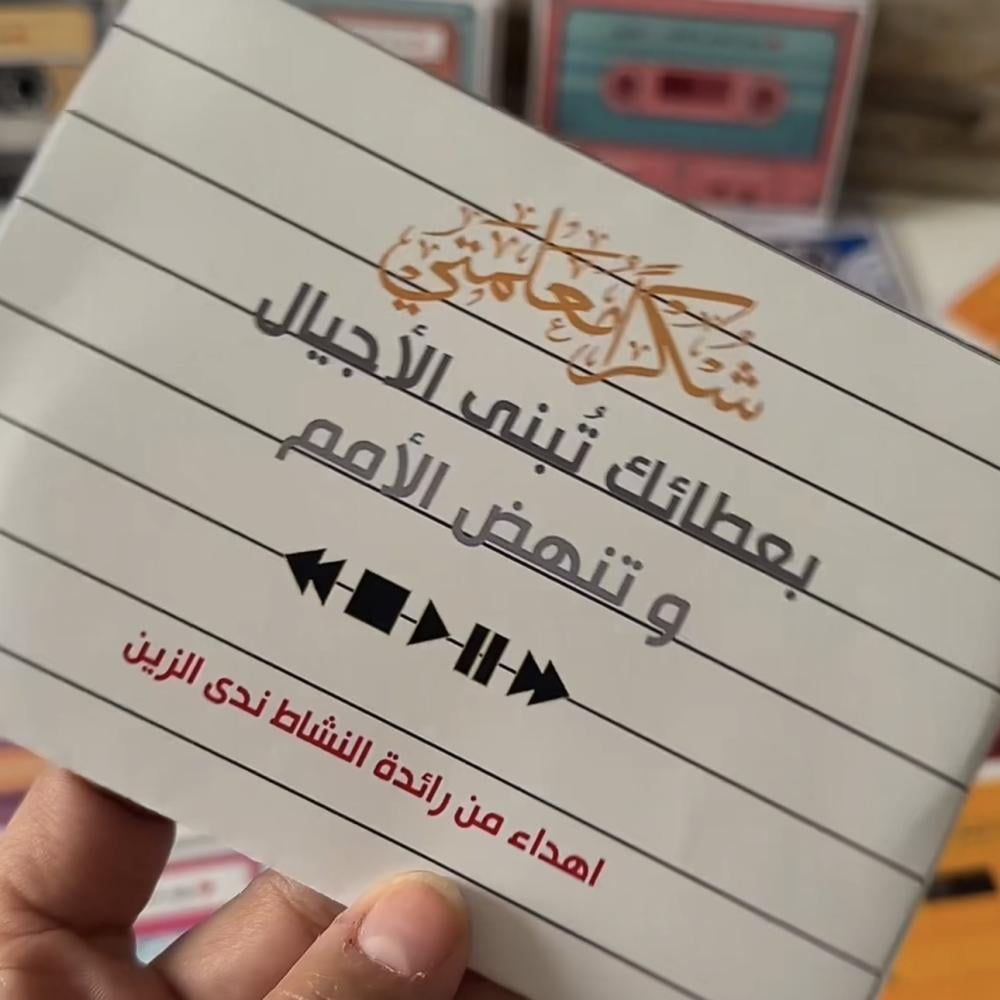 شكراً معلمتي
بعطائك تُبنى الأجيال
و تنهض الأمم
اهداء من رائدة النشاط ندى الزين